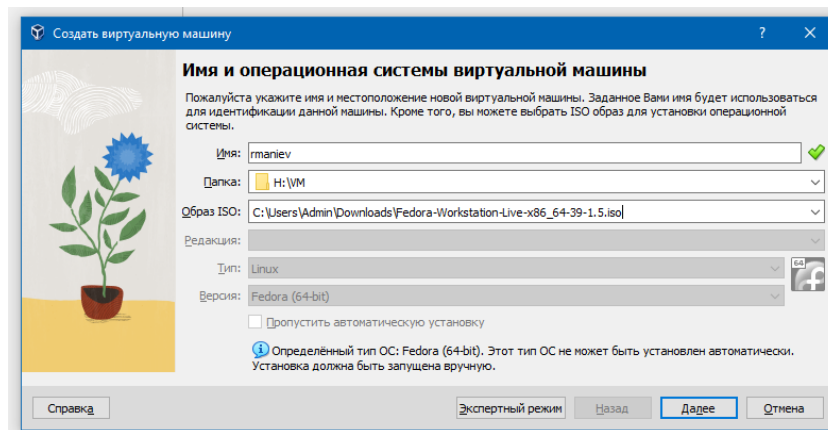 Создать виртуальную машину
Имя и операционная системы виртуальной машины
Пожалуйста укажите имя и местоположение новой виртуальной машины. Заданное Вами имя будет использоваться
для идентификации данной машины. Кроме того, вы можете выбрать ISO образ для установки операционной
системы.
Имя: rmaniev
Папка: H:\VM
Образ ISO: C:\Users\Admin\Downloads\Fedora-Workstation-Live-x86_64-39-1.5.iso
Редакция:
Тип: Linux
64
Версия: Fedora (64-bit)
Пропустить автоматическую установку
Определённый тип ОС: Fedora (64-bit). Этот тип ОС не может быть установлен автоматически.
Установка должна быть запущена вручную.
Справка Экспертный режим Назад Далее Отмена